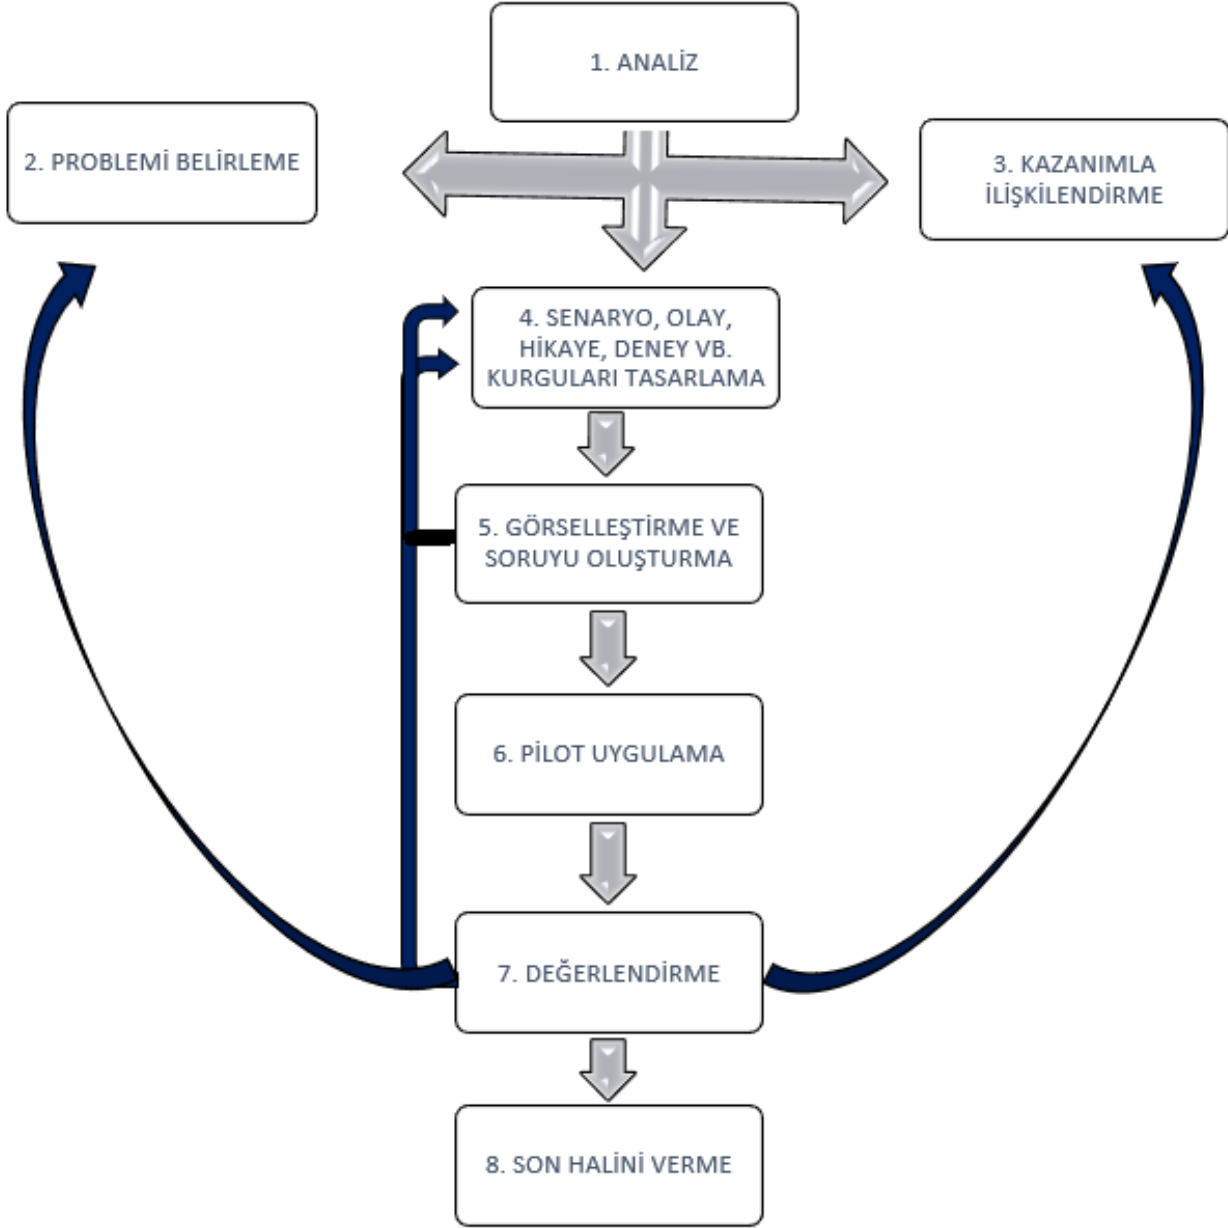 1. ANALİZ
2. PROBLEMİ BELİRLEME
3. KAZANIMLA
İLİŞKİLENDİRME
4. SENARYO, OLAY,
HİKAYE, DENEY VB.
KURGULARI TASARLAMA
5. GÖRSELLEŞTİRME VE
SORUYU OLUŞTURMA
6. PİLOT UYGULAMA
7. DEĞERLENDİRME
8. SON HALİNİ VERME